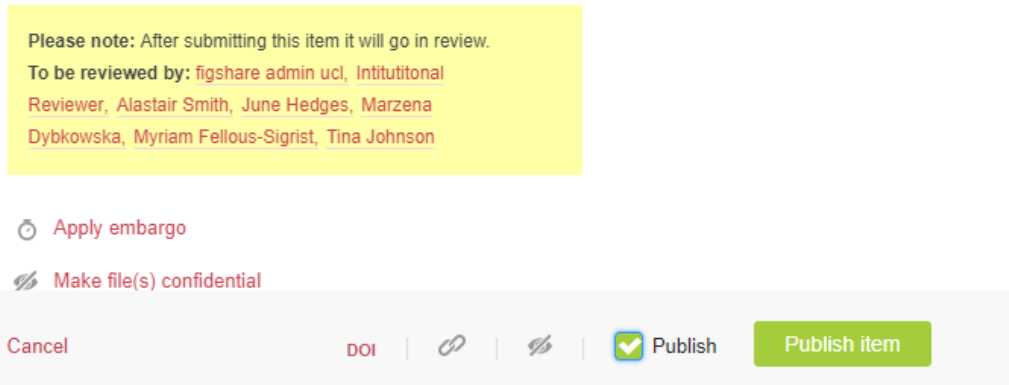 Please note: After submitting this item it will go in review.
To be reviewed by: figshare admin ucl, Intitutitonal
Reviewer, Alastair Smith, June Hedges, Marzena
Dybkowska, Myriam Fellous-Sigrist, Tina Johnson
Apply embargo
Make file(s) confidential
Cancel DOI Publish Publish item